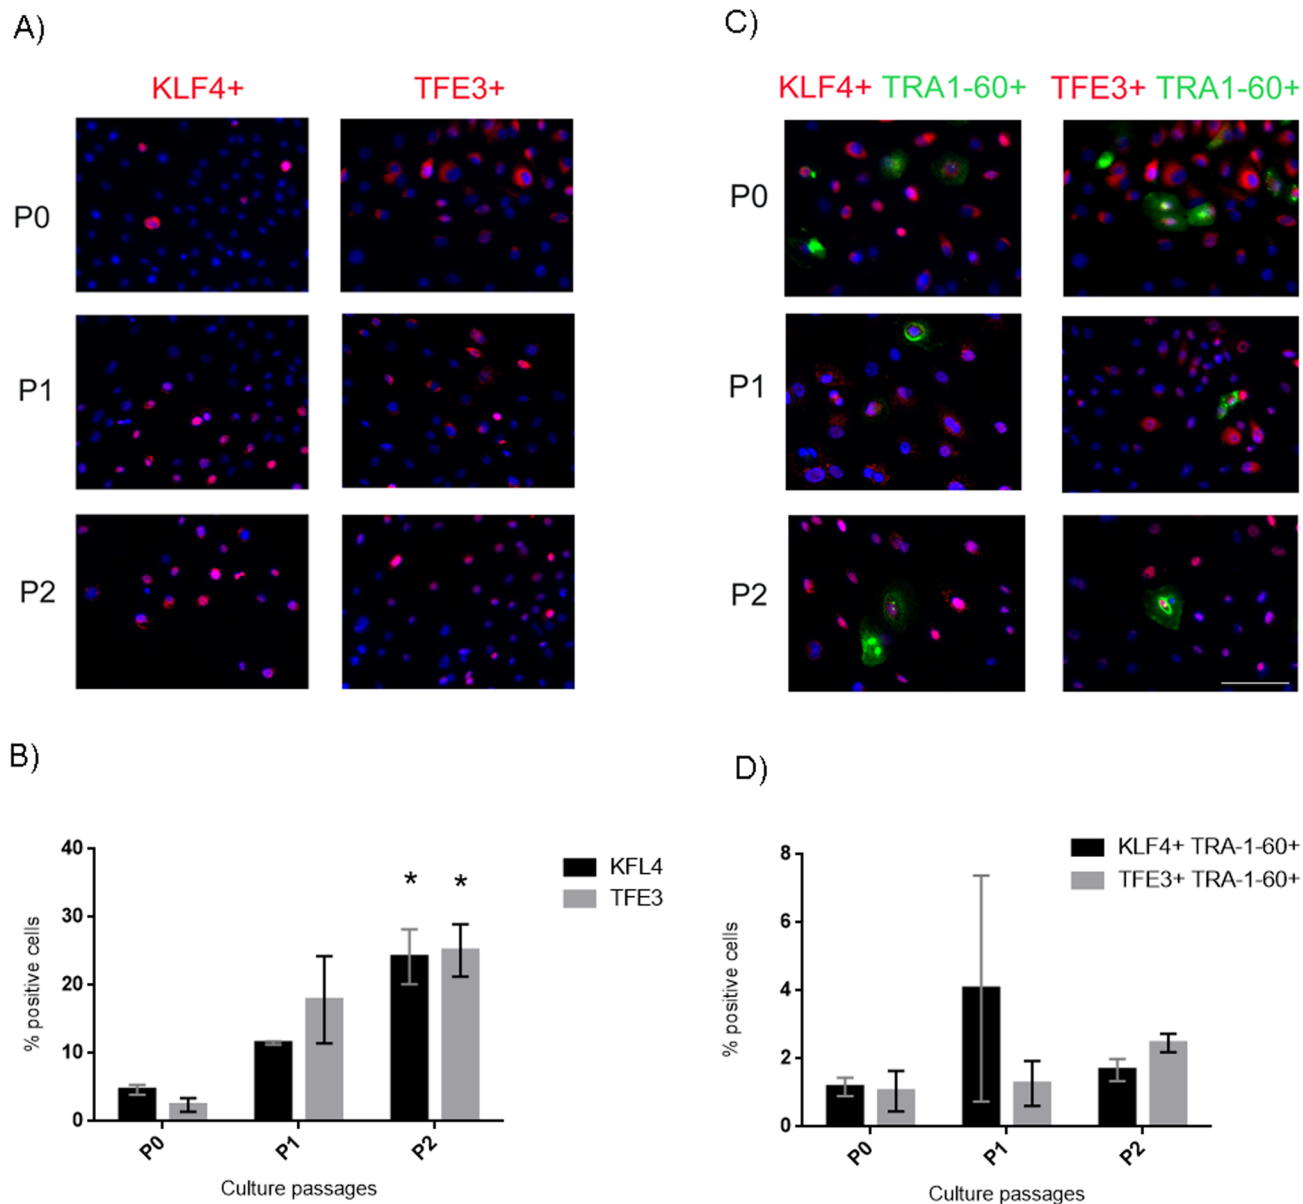 A)
KLF4+ TFE3+
P0
P1
P2
B)
40
30
20
10
0
% positive cells
* *
KFL4
TFE3
P0 P1 P2
Culture passages
C)
KLF4+ TRA1-60+ TFE3+ TRA1-60+
P0
P1
P2
D)
8
6
4
2
0
% positive cells
KLF4+ TRA-1-60+
TFE3+ TRA-1-60+
P0 P1 P2
Culture passages